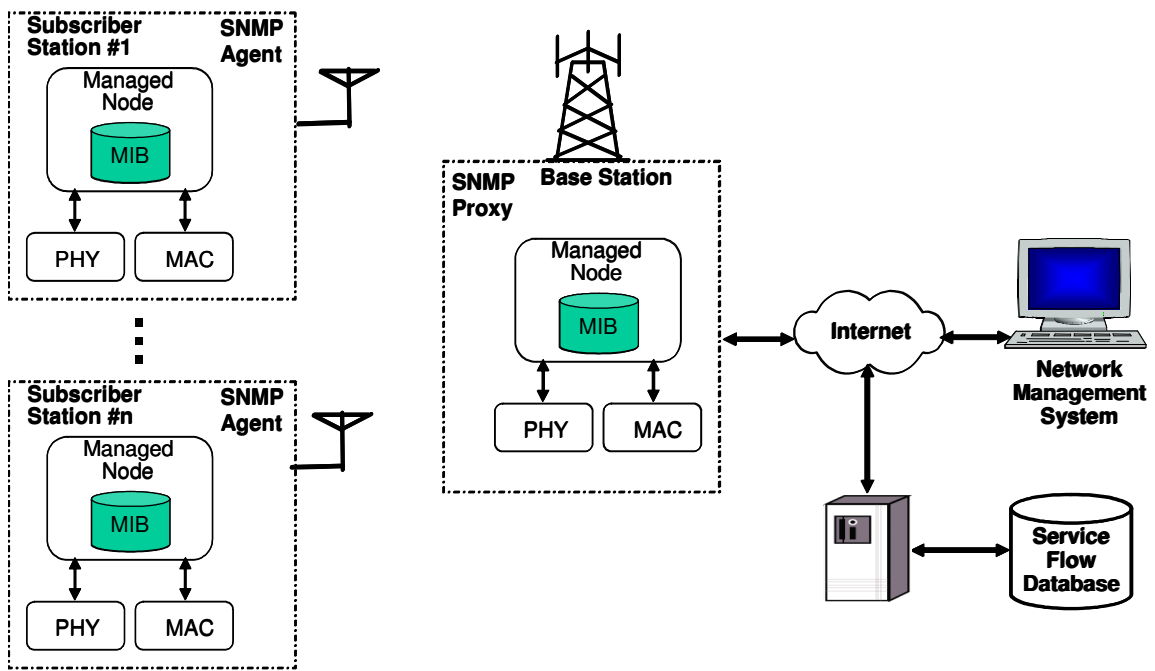 Subscriber
Station #1
SNMP
Agent
Managed
Node
MIB
PHY
MAC
Subscriber
Station #n
SNMP
Agent
Managed
Node
MIB
PHY
MAC
Base Station
SNMP
Proxy
Managed
Node
MIB
PHY
MAC
Internet
Network
Management
System
Service
Flow
Database